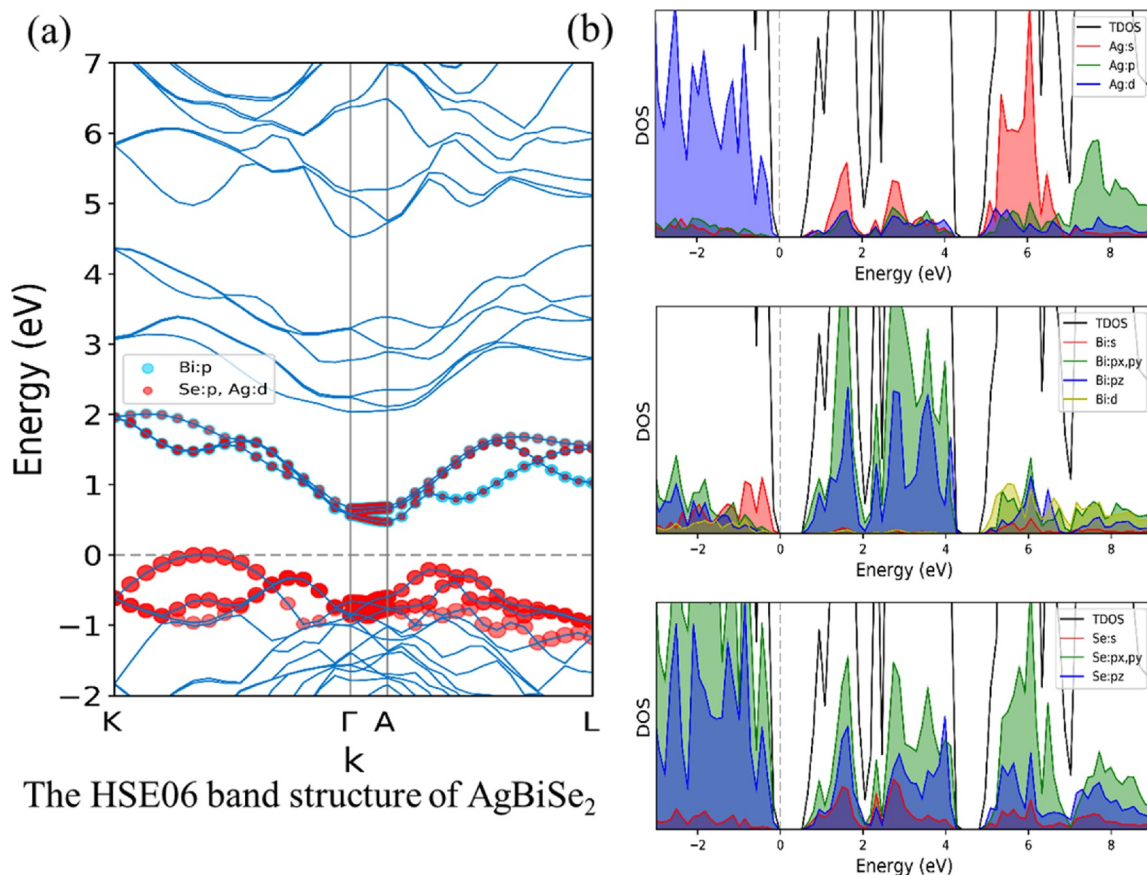 (a)
7
6
5
4
3
2
1
0
−1
−2
Energy (eV)
Bi:p
Se:p, Ag:d
K Γ A L
k
The HSE06 band structure of AgBiSe2
(b)
TDOS
Ag:s
Ag:p
Ag:d
DOS
−2 0 2 4 6 8
Energy (eV)
TDOS
Bi:s
Bi:px,py
Bi:pz
Bi:d
DOS
−2 0 2 4 6 8
Energy (eV)
TDOS
Se:s
Se:px,py
Se:pz
DOS
−2 0 2 4 6 8
Energy (eV)